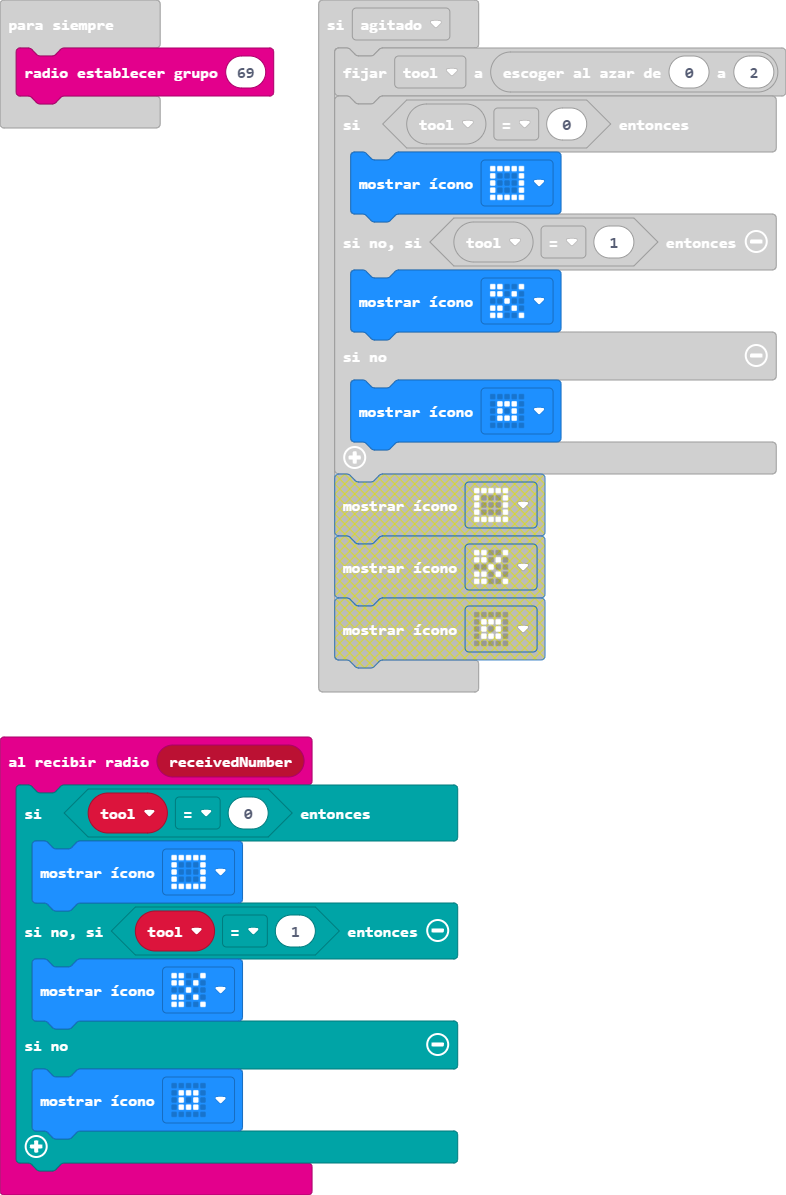 para siempre
radio establecer grupo 69
si agitado
fijar tool a escoger al azar de 0 a 2
si tool = 0 entonces
mostrar ícono
si no, si tool = 1 entonces
mostrar ícono
si no
mostrar ícono
mostrar ícono
mostrar ícono
mostrar ícono
al recibir radio receivedNumber
si tool = 0 entonces
mostrar ícono
si no, si tool = 1 entonces
mostrar ícono
si no
mostrar ícono